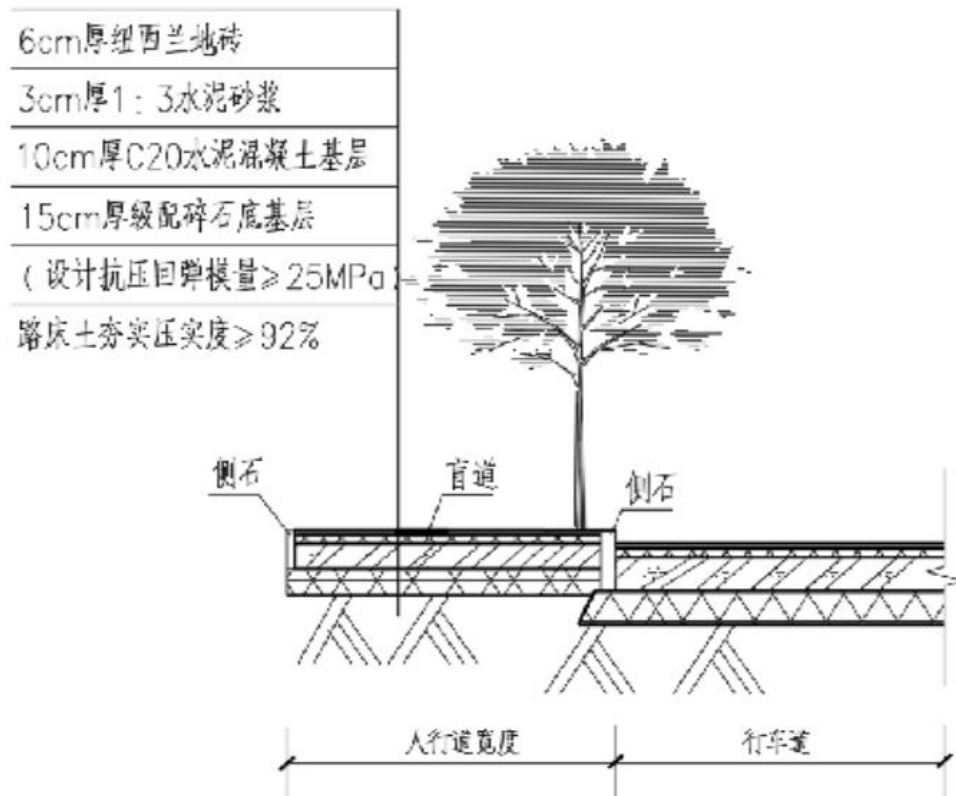 6cm厚纽西兰地砖
3cm厚1：3水泥砂浆
10cm厚C20水泥混凝土基层
15cm厚级配碎石底基层
（设计抗压回弹模量≥25MPa）
路床土夯实压实度≥92%
侧石
盲道
侧石
人行道宽度
行车道